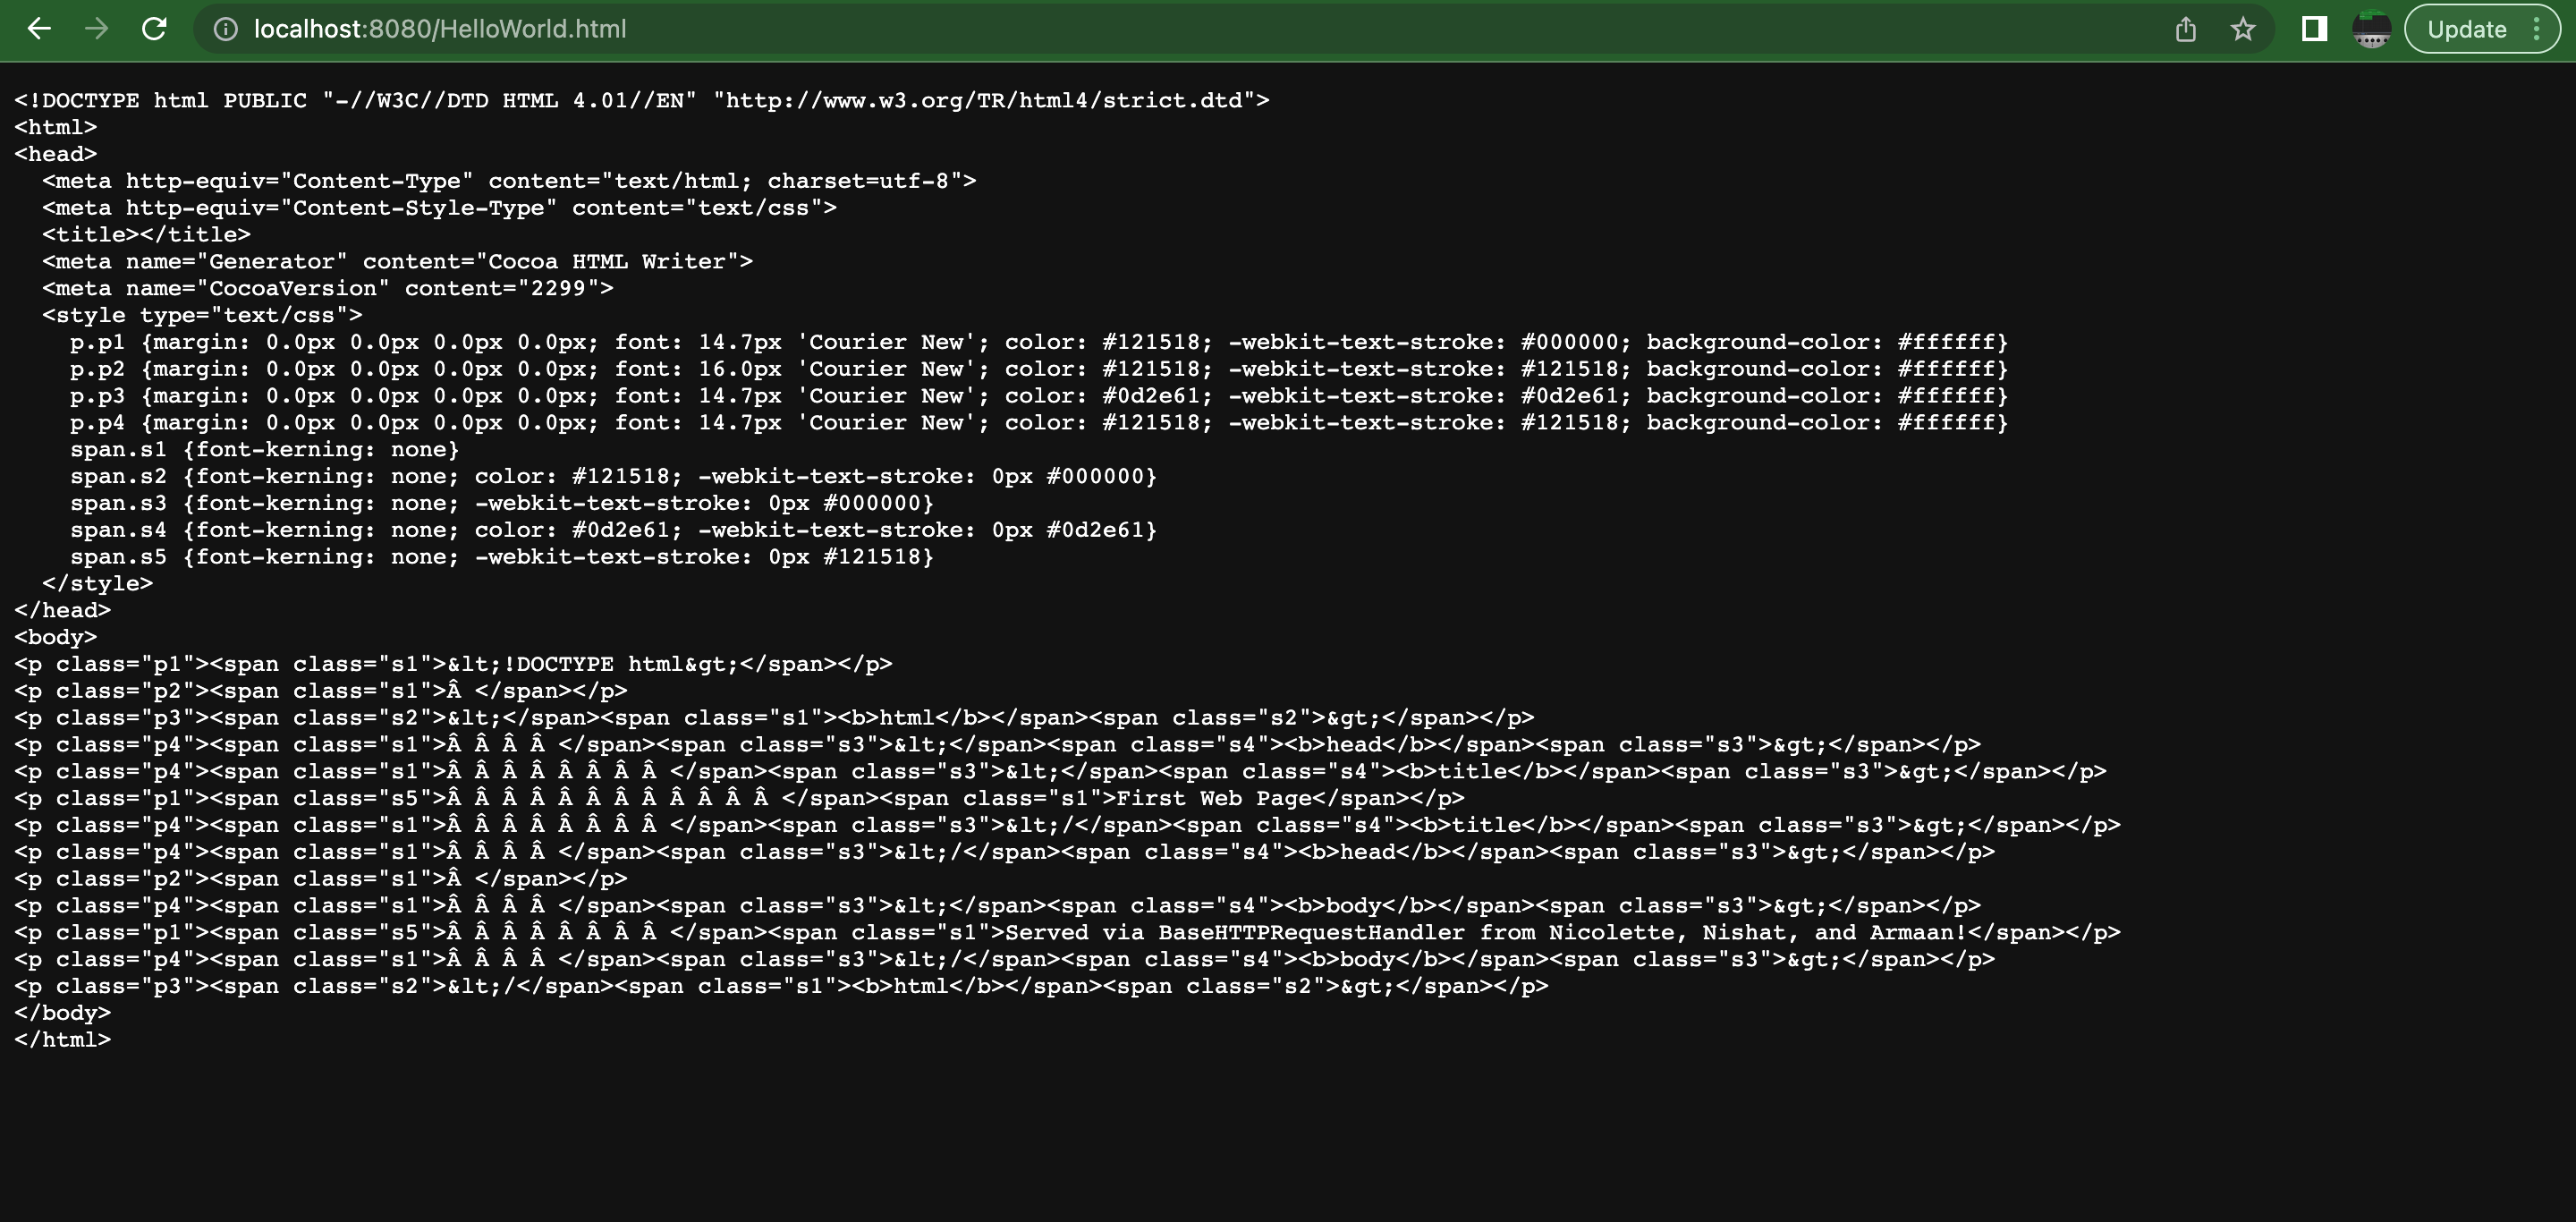 localhost:8080/HelloWorld.html
Update
<!DOCTYPE html PUBLIC "-//W3C//DTD HTML 4.01//EN" "http://www.w3.org/TR/html4/strict.dtd">
<html>
<head>
  <meta http-equiv="Content-Type" content="text/html; charset=utf-8">
  <meta http-equiv="Content-Style-Type" content="text/css">
  <title></title>
  <meta name="Generator" content="Cocoa HTML Writer">
  <meta name="CocoaVersion" content="2299">
  <style type="text/css">
    p.p1 {margin: 0.0px 0.0px 0.0px 0.0px; font: 14.7px 'Courier New'; color: #121518; -webkit-text-stroke: #000000; background-color: #ffffff}
    p.p2 {margin: 0.0px 0.0px 0.0px 0.0px; font: 16.0px 'Courier New'; color: #121518; -webkit-text-stroke: #121518; background-color: #ffffff}
    p.p3 {margin: 0.0px 0.0px 0.0px 0.0px; font: 14.7px 'Courier New'; color: #0d2e61; -webkit-text-stroke: #0d2e61; background-color: #ffffff}
    p.p4 {margin: 0.0px 0.0px 0.0px 0.0px; font: 14.7px 'Courier New'; color: #121518; -webkit-text-stroke: #121518; background-color: #ffffff}
    span.s1 {font-kerning: none}
    span.s2 {font-kerning: none; color: #121518; -webkit-text-stroke: 0px #000000}
    span.s3 {font-kerning: none; -webkit-text-stroke: 0px #000000}
    span.s4 {font-kerning: none; color: #0d2e61; -webkit-text-stroke: 0px #0d2e61}
    span.s5 {font-kerning: none; -webkit-text-stroke: 0px #121518}
  </style>
</head>
<body>
<p class="p1"><span class="s1">&lt;!DOCTYPE html&gt;</span></p>
<p class="p2"><span class="s1">Â </span></p>
<p class="p3"><span class="s2">&lt;</span><span class="s1"><b>html</b></span><span class="s2">&gt;</span></p>
<p class="p4"><span class="s1">Â Â Â Â </span><span class="s3">&lt;</span><span class="s4"><b>head</b></span><span class="s3">&gt;</span></p>
<p class="p4"><span class="s1">Â Â Â Â Â Â Â Â </span><span class="s3">&lt;</span><span class="s4"><b>title</b></span><span class="s3">&gt;</span></p>
<p class="p1"><span class="s5">Â Â Â Â Â Â Â Â Â Â Â Â </span><span class="s1">First Web Page</span></p>
<p class="p4"><span class="s1">Â Â Â Â Â Â Â Â </span><span class="s3">&lt;/</span><span class="s4"><b>title</b></span><span class="s3">&gt;</span></p>
<p class="p4"><span class="s1">Â Â Â Â </span><span class="s3">&lt;/</span><span class="s4"><b>head</b></span><span class="s3">&gt;</span></p>
<p class="p2"><span class="s1">Â </span></p>
<p class="p4"><span class="s1">Â Â Â Â </span><span class="s3">&lt;</span><span class="s4"><b>body</b></span><span class="s3">&gt;</span></p>
<p class="p1"><span class="s5">Â Â Â Â Â Â Â Â </span><span class="s1">Served via BaseHTTPRequestHandler from Nicolette, Nishat, and Armaan!</span></p>
<p class="p4"><span class="s1">Â Â Â Â </span><span class="s3">&lt;/</span><span class="s4"><b>body</b></span><span class="s3">&gt;</span></p>
<p class="p3"><span class="s2">&lt;/</span><span class="s1"><b>html</b></span><span class="s2">&gt;</span></p>
</body>
</html>